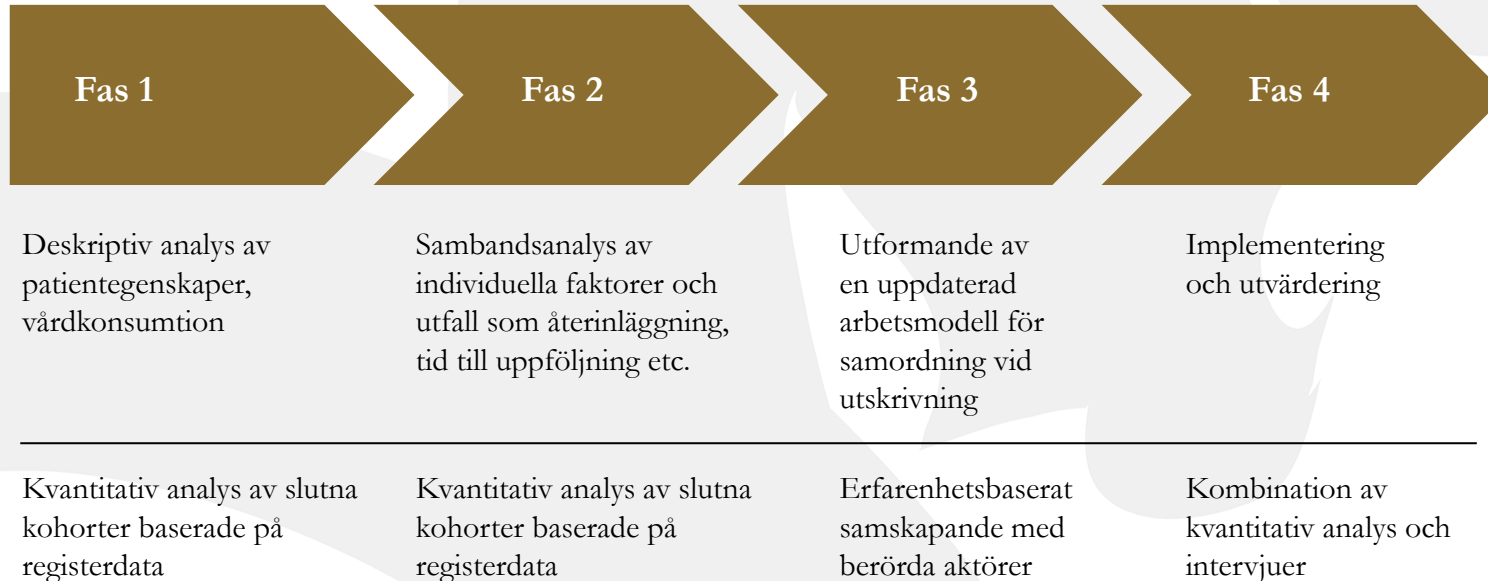 Fas 1
Fas 2
Fas 3
Fas 4
Deskriptiv analys av
patientegenskaper,
vårdkonsumtion
Sambandsanalys av
individuella faktorer och
utfall som återinläggning,
tid till uppföljning etc.
Utformande av
en uppdaterad
arbetsmodell för
samordning vid
utskrivning
Implementering
och utvärdering
Kvantitativ analys av slutna
kohorter baserade på
registerdata
Kvantitativ analys av slutna
kohorter baserade på
registerdata
Erfarenhetsbaserat
samskapande med
berörda aktörer
Kombination av
kvantitativ analys och
intervjuer